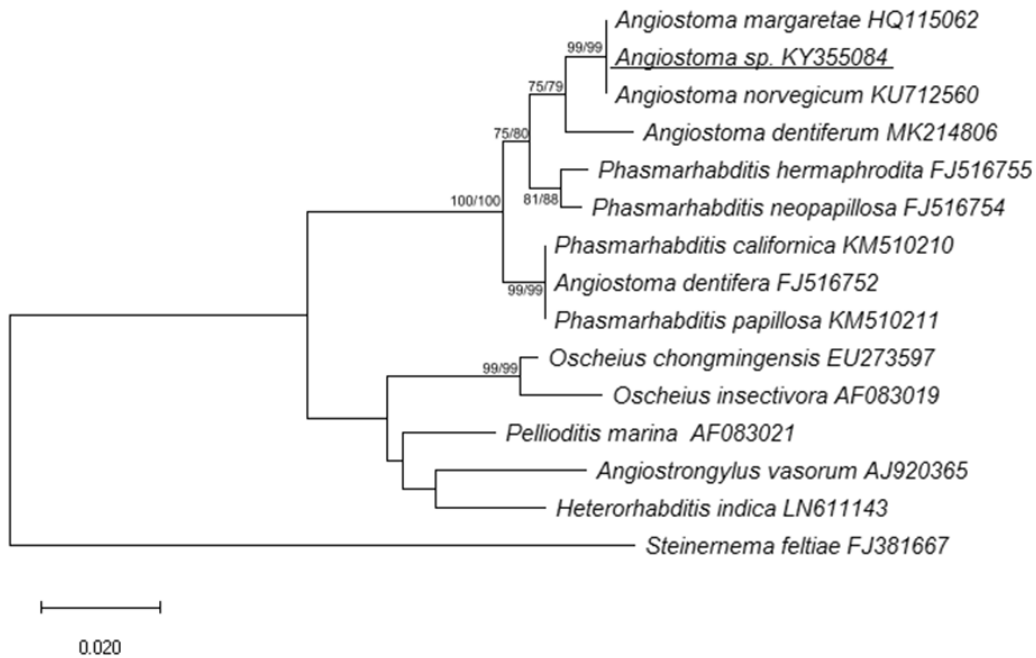 Angiostoma margaretae HQ115062
99/99
Angiostoma sp. KY355084
75/79
Angiostoma norvegicum KU712560
75/80
Angiostoma dentiferum MK214806
Phasmarhabditis hermaphrodita FJ516755
100/100
81/88
Phasmarhabditis neopapillosa FJ516754
Phasmarhabditis californica KM510210
Angiostoma dentifera FJ516752
99/99
Phasmarhabditis papillosa KM510211
Oscheius chongmingensis EU273597
99/99
Oscheius insectivora AF083019
Pellioditis marina AF083021
Angiostrongylus vasorum AJ920365
Heterorhabditis indica LN611143
Steinernema feltiae FJ381667
0.020